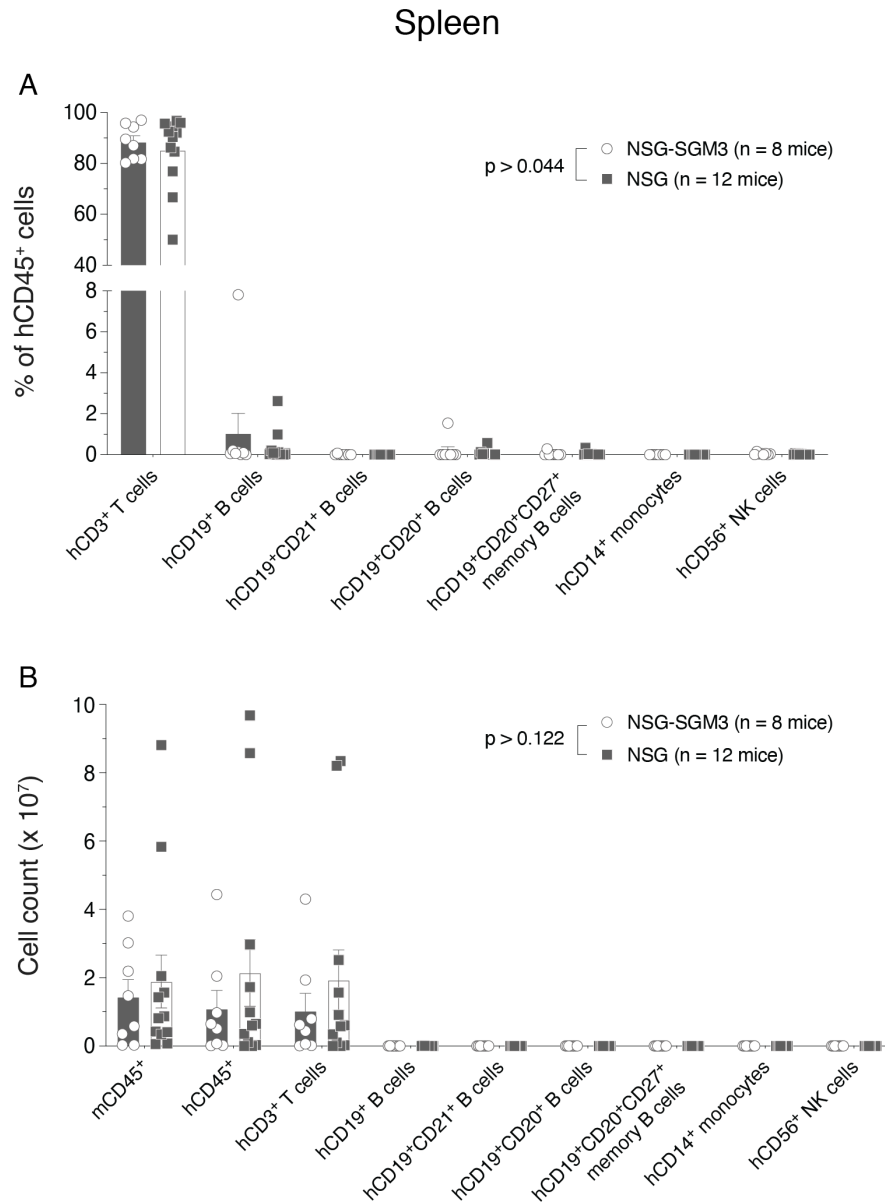 Spleen
A
% of hCD45⁺ cells
100
80
60
40
8
6
4
2
0
p > 0.044
NSG-SGM3 (n = 8 mice)
NSG (n = 12 mice)
hCD3⁺ T cells
hCD19⁺ B cells
hCD19⁺CD21⁺ B cells
hCD19⁺CD20⁺ B cells
hCD19⁺CD20⁺CD27⁺
memory B cells
hCD14⁺ monocytes
hCD56⁺ NK cells
B
Cell count (x 10⁷)
10
8
6
4
2
0
p > 0.122
NSG-SGM3 (n = 8 mice)
NSG (n = 12 mice)
mCD45⁺
hCD45⁺
hCD3⁺ T cells
hCD19⁺ B cells
hCD19⁺CD21⁺ B cells
hCD19⁺CD20⁺ B cells
hCD19⁺CD20⁺CD27⁺
memory B cells
hCD14⁺ monocytes
hCD56⁺ NK cells